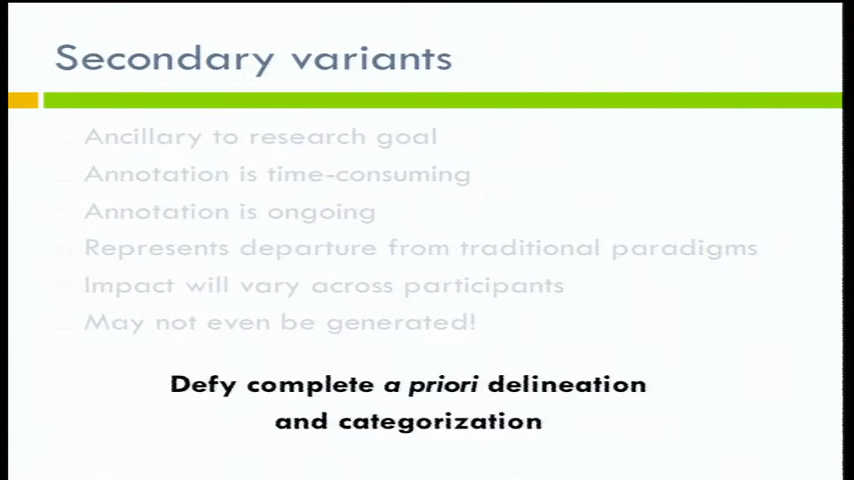 Secondary variants
Ancillary to research goal
Annotation is time-consuming
Annotation is ongoing
Represents departure from traditional paradigms
Impact will vary across participants
May not even be generated!
Defy complete a priori delineation
and categorization